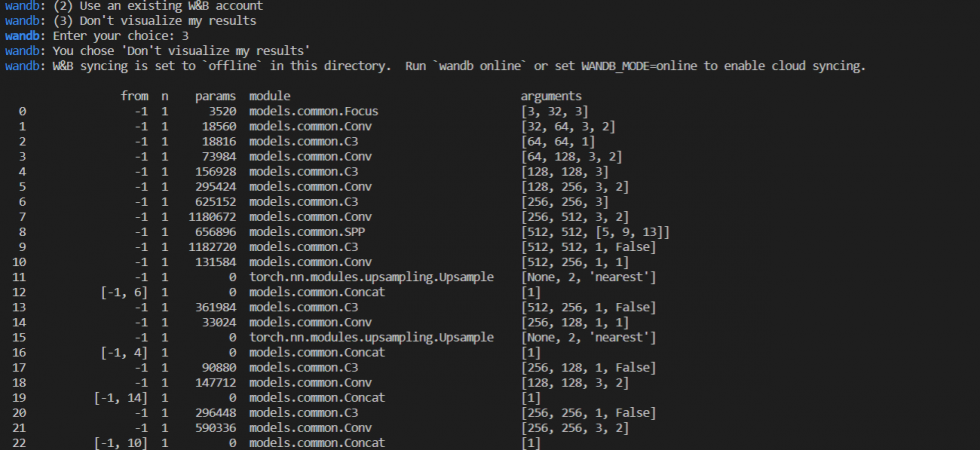 wandb: (2) Use an existing W&B account
wandb: (3) Don't visualize my results
wandb: Enter your choice: 3
wandb: You chose 'Don't visualize my results'
wandb: W&B syncing is set to `offline` in this directory.  Run `wandb online` or set WANDB_MODE=online to enable cloud syncing.
from  n  params  module  arguments
0  -1  1  3520  models.common.Focus  [3, 32, 3]
1  -1  1  18560  models.common.Conv  [32, 64, 3, 2]
2  -1  1  18816  models.common.C3  [64, 64, 1]
3  -1  1  73984  models.common.Conv  [64, 128, 3, 2]
4  -1  1  156928  models.common.C3  [128, 128, 3]
5  -1  1  295424  models.common.Conv  [128, 256, 3, 2]
6  -1  1  625152  models.common.C3  [256, 256, 3]
7  -1  1  1180672  models.common.Conv  [256, 512, 3, 2]
8  -1  1  656896  models.common.SPP  [512, 512, [5, 9, 13]]
9  -1  1  1182720  models.common.C3  [512, 512, 1, False]
10  -1  1  131584  models.common.Conv  [512, 256, 1, 1]
11  -1  1  0  torch.nn.modules.upsampling.Upsample  [None, 2, 'nearest']
12  [-1, 6]  1  0  models.common.Concat  [1]
13  -1  1  361984  models.common.C3  [512, 256, 1, False]
14  -1  1  33024  models.common.Conv  [256, 128, 1, 1]
15  -1  1  0  torch.nn.modules.upsampling.Upsample  [None, 2, 'nearest']
16  [-1, 4]  1  0  models.common.Concat  [1]
17  -1  1  90880  models.common.C3  [256, 128, 1, False]
18  -1  1  147712  models.common.Conv  [128, 128, 3, 2]
19  [-1, 14]  1  0  models.common.Concat  [1]
20  -1  1  296448  models.common.C3  [256, 256, 1, False]
21  -1  1  590336  models.common.Conv  [256, 256, 3, 2]
22  [-1, 10]  1  0  models.common.Concat  [1]